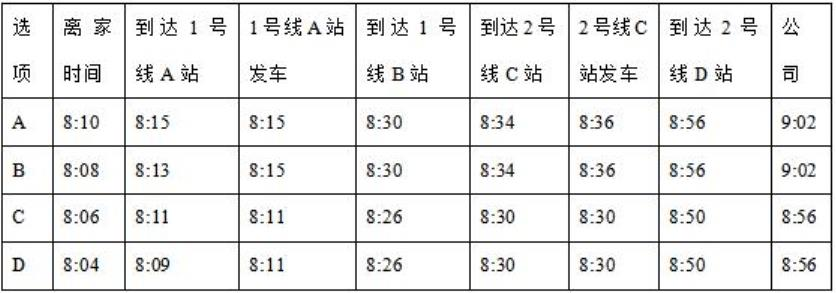 选项 离家时间 到达1号线A站 1号线A站发车 到达1号线B站 到达2号线C站 2号线C站发车 到达2号线D站 公司
A 8:10 8:15 8:15 8:30 8:34 8:36 8:56 9:02
B 8:08 8:13 8:15 8:30 8:34 8:36 8:56 9:02
C 8:06 8:11 8:11 8:26 8:30 8:30 8:50 8:56
D 8:04 8:09 8:11 8:26 8:30 8:30 8:50 8:56